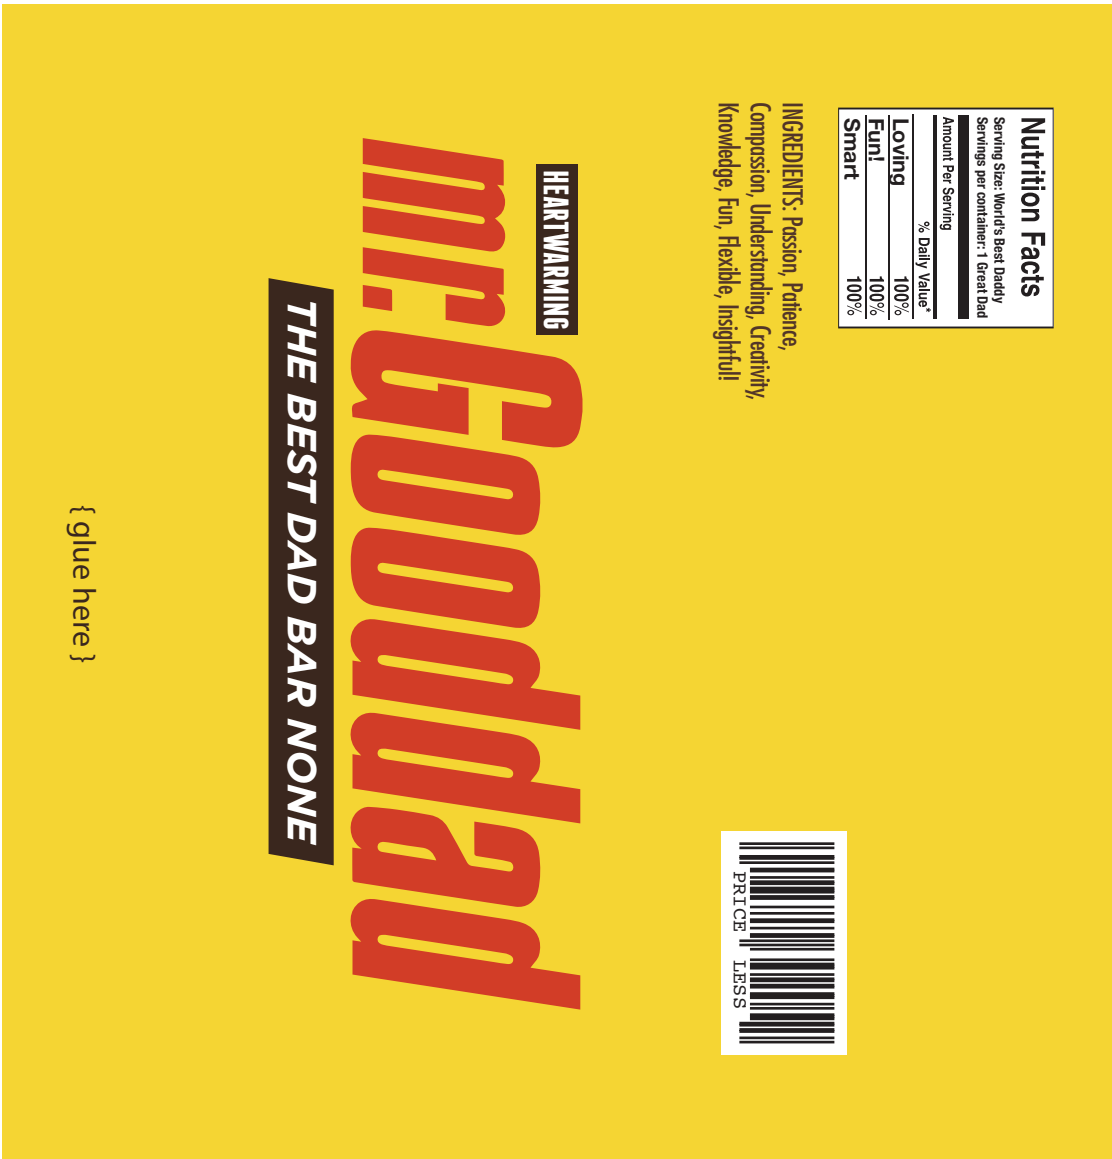 Nutrition Facts
Serving Size: World's Best Daddy
Servings per container: 1 Great Dad
Amount Per Serving
% Daily Value*
Loving 100%
Fun! 100%
Smart 100%
INGREDIENTS: Passion, Patience,
Compassion, Understanding, Creativity,
Knowledge, Fun, Flexible, Insightful!
PRICE LESS
HEARTWARMING
mr. Gooddad
THE BEST DAD BAR NONE
{ glue here }